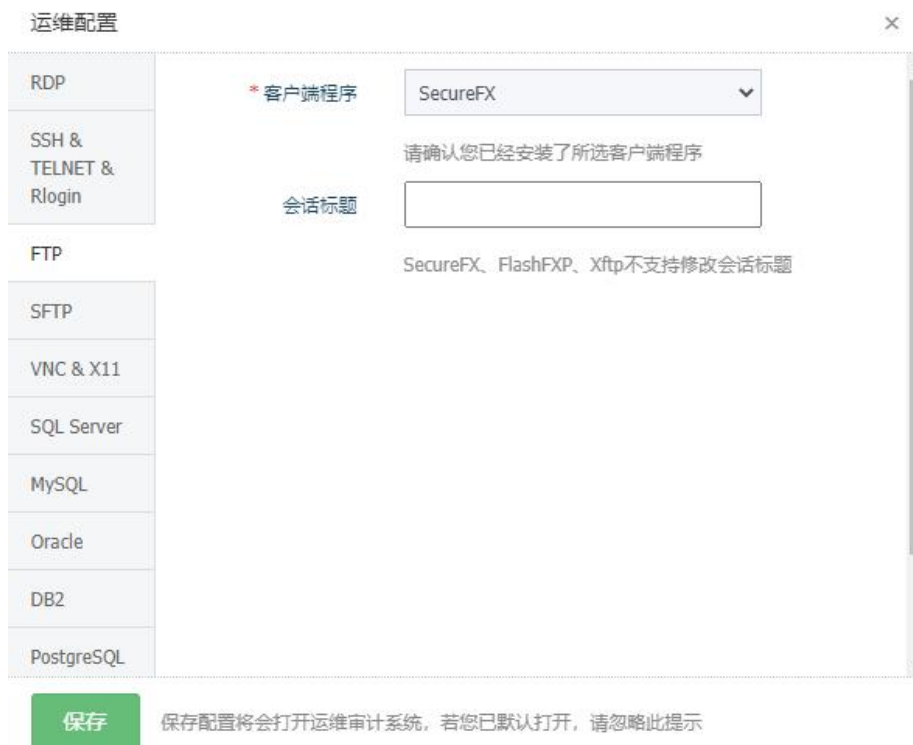 运维配置
×
RDP
SSH &
TELNET &
Rlogin
FTP
SFTP
VNC & X11
SQL Server
MySQL
Oracle
DB2
PostgreSQL
* 客户端程序
SecureFX
请确认您已经安装了所选客户端程序
会话标题
SecureFX、FlashFXP、Xftp不支持修改会话标题
保存
保存配置将会打开运维审计系统，若您已默认打开，请忽略此提示